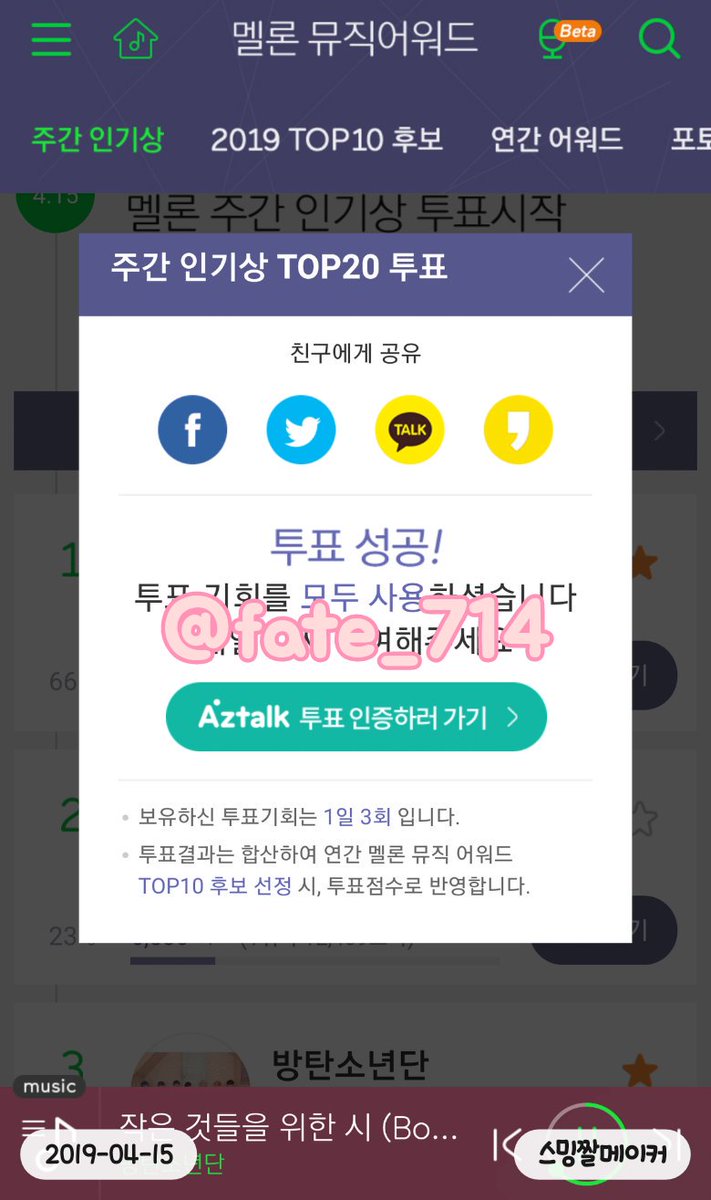 멜론 뮤직어워드
Beta
주간 인기상 2019 TOP10 후보 연간 어워드 포토
4.15
멜론 주간 인기상 투표시작
주간 인기상 TOP20 투표
친구에게 공유
f
TALK
투표 성공!
투표 기회를 모두 사용하셨습니다
@fate_714
Aztalk 투표 인증하러 가기
보유하신 투표기회는 1일 3회 입니다.
투표결과는 합산하여 연간 멜론 뮤직 어워드
TOP10 후보 선정 시, 투표점수로 반영합니다.
1
66
기
2
23
기
3
방탄소년단
music
작은 것들을 위한 시 (Bo...
2019-04-15
스밍짤메이커